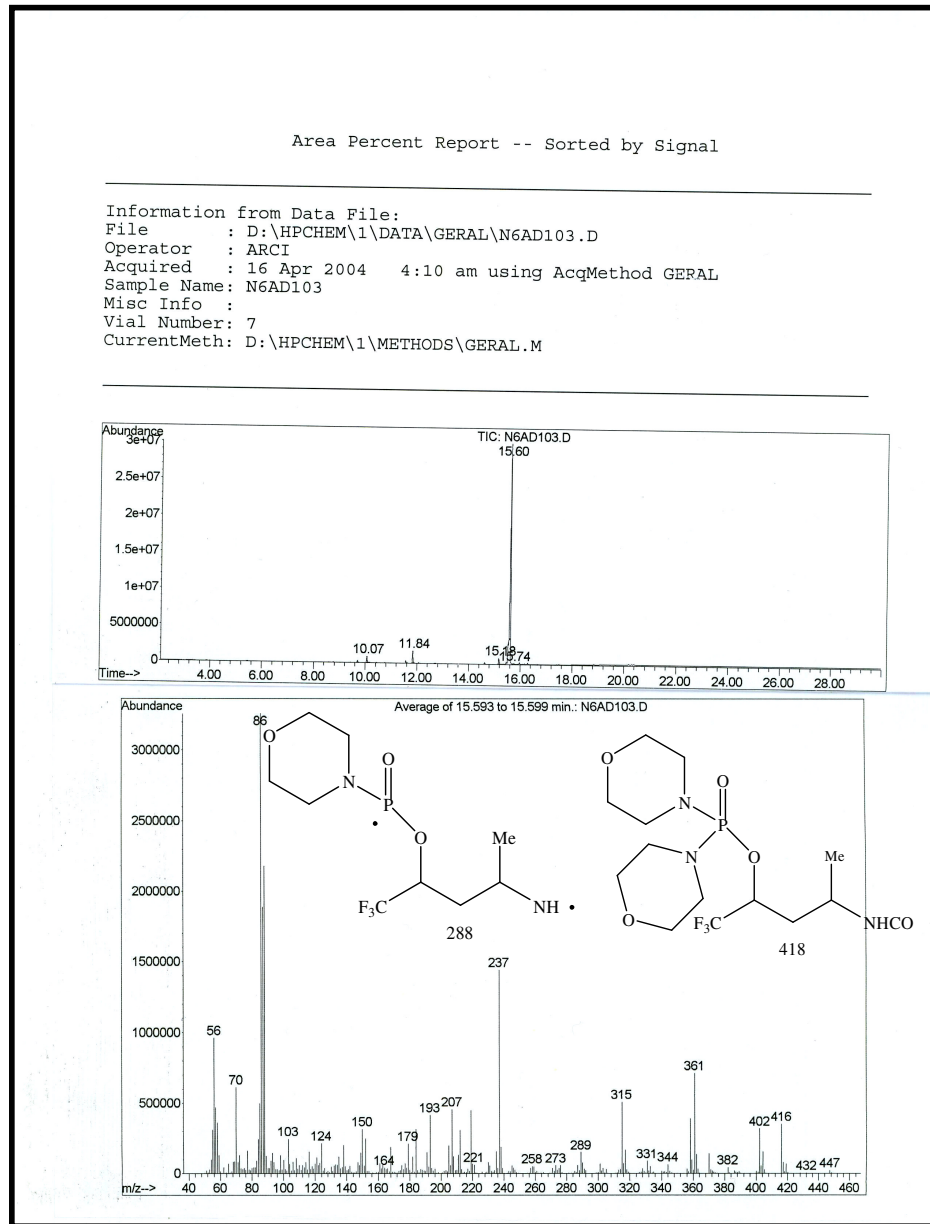 Area Percent Report -- Sorted by Signal
Information from Data File:
File : D:\HPCHEM\1\DATA\GERAL\N6AD103.D
Operator : ARCI
Acquired : 16 Apr 2004 4:10 am using AcqMethod GERAL
Sample Name: N6AD103
Misc Info :
Vial Number: 7
CurrentMeth: D:\HPCHEM\1\METHODS\GERAL.M
Abundance
TIC: N6AD103.D
3e+07
15.60
2.5e+07
2e+07
1.5e+07
1e+07
5000000
10.07 11.84 15.18 15.74
0
Time--> 4.00 6.00 8.00 10.00 12.00 14.00 16.00 18.00 20.00 22.00 24.00 26.00 28.00
Abundance
Average of 15.593 to 15.599 min.: N6AD103.D
86
3000000
O O O O
N P N P
2500000
O Me N O Me
2000000
F3C NH • O F3C NHCO
288 418
237
1500000
1000000
56
70 361
500000
103 124 150 164 179 193 207 221 258 273 289 315 331 344 382 402 416 432 447
0
m/z--> 40 60 80 100 120 140 160 180 200 220 240 260 280 300 320 340 360 380 400 420 440 460